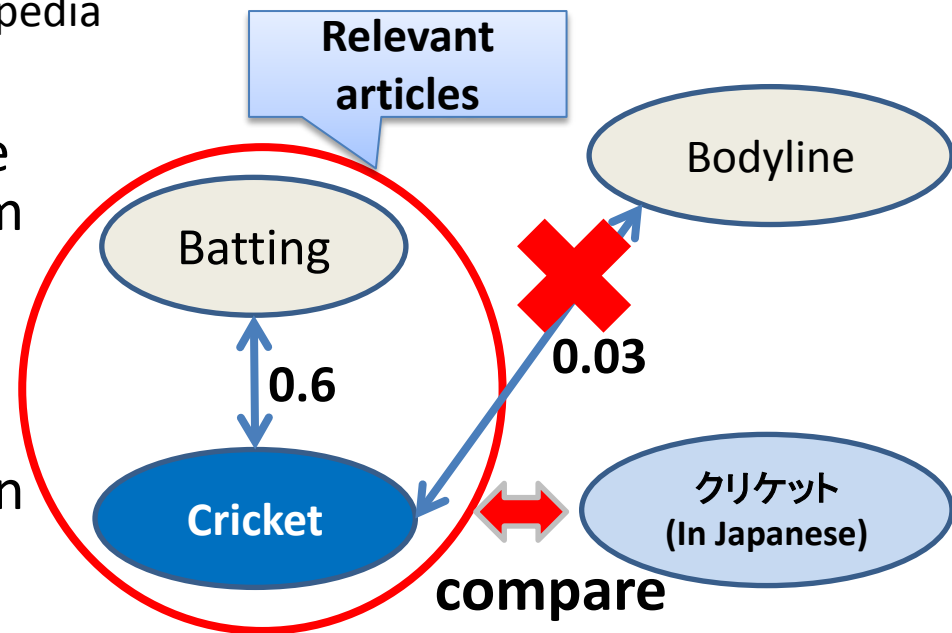 pedia
Relevant
articles
e
m
Bodyline
Batting
0.03
0.6
n
Cricket
クリケット
(In Japanese)
compare